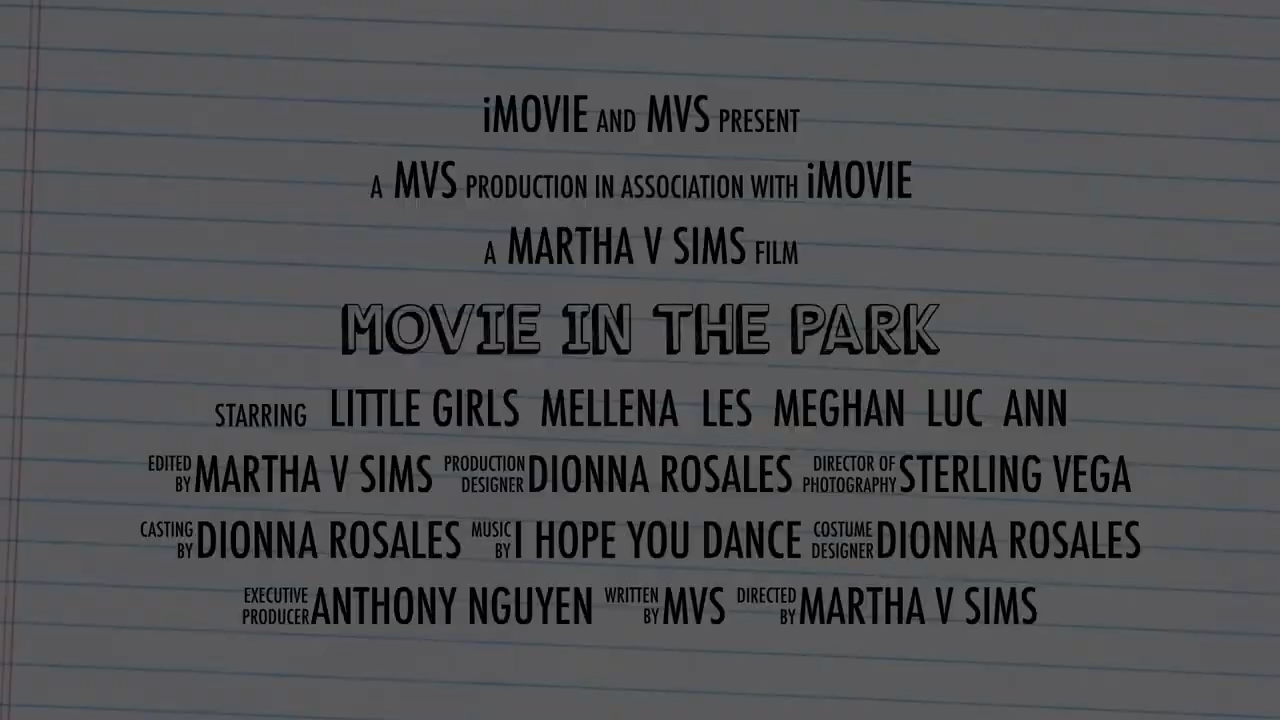 iMOVIE AND MVS PRESENT
A MVS PRODUCTION IN ASSOCIATION WITH iMOVIE
A MARTHA V SIMS FILM
MOVIE IN THE PARK
STARRING LITTLE GIRLS MELLENA LES MEGHAN LUC ANN
EDITED BY MARTHA V SIMS PRODUCTION DESIGNER DIONNA ROSALES DIRECTOR OF PHOTOGRAPHY STERLING VEGA
CASTING BY DIONNA ROSALES MUSIC BY I HOPE YOU DANCE COSTUME DESIGNER DIONNA ROSALES
EXECUTIVE PRODUCER ANTHONY NGUYEN WRITTEN BY MVS DIRECTED BY MARTHA V SIMS